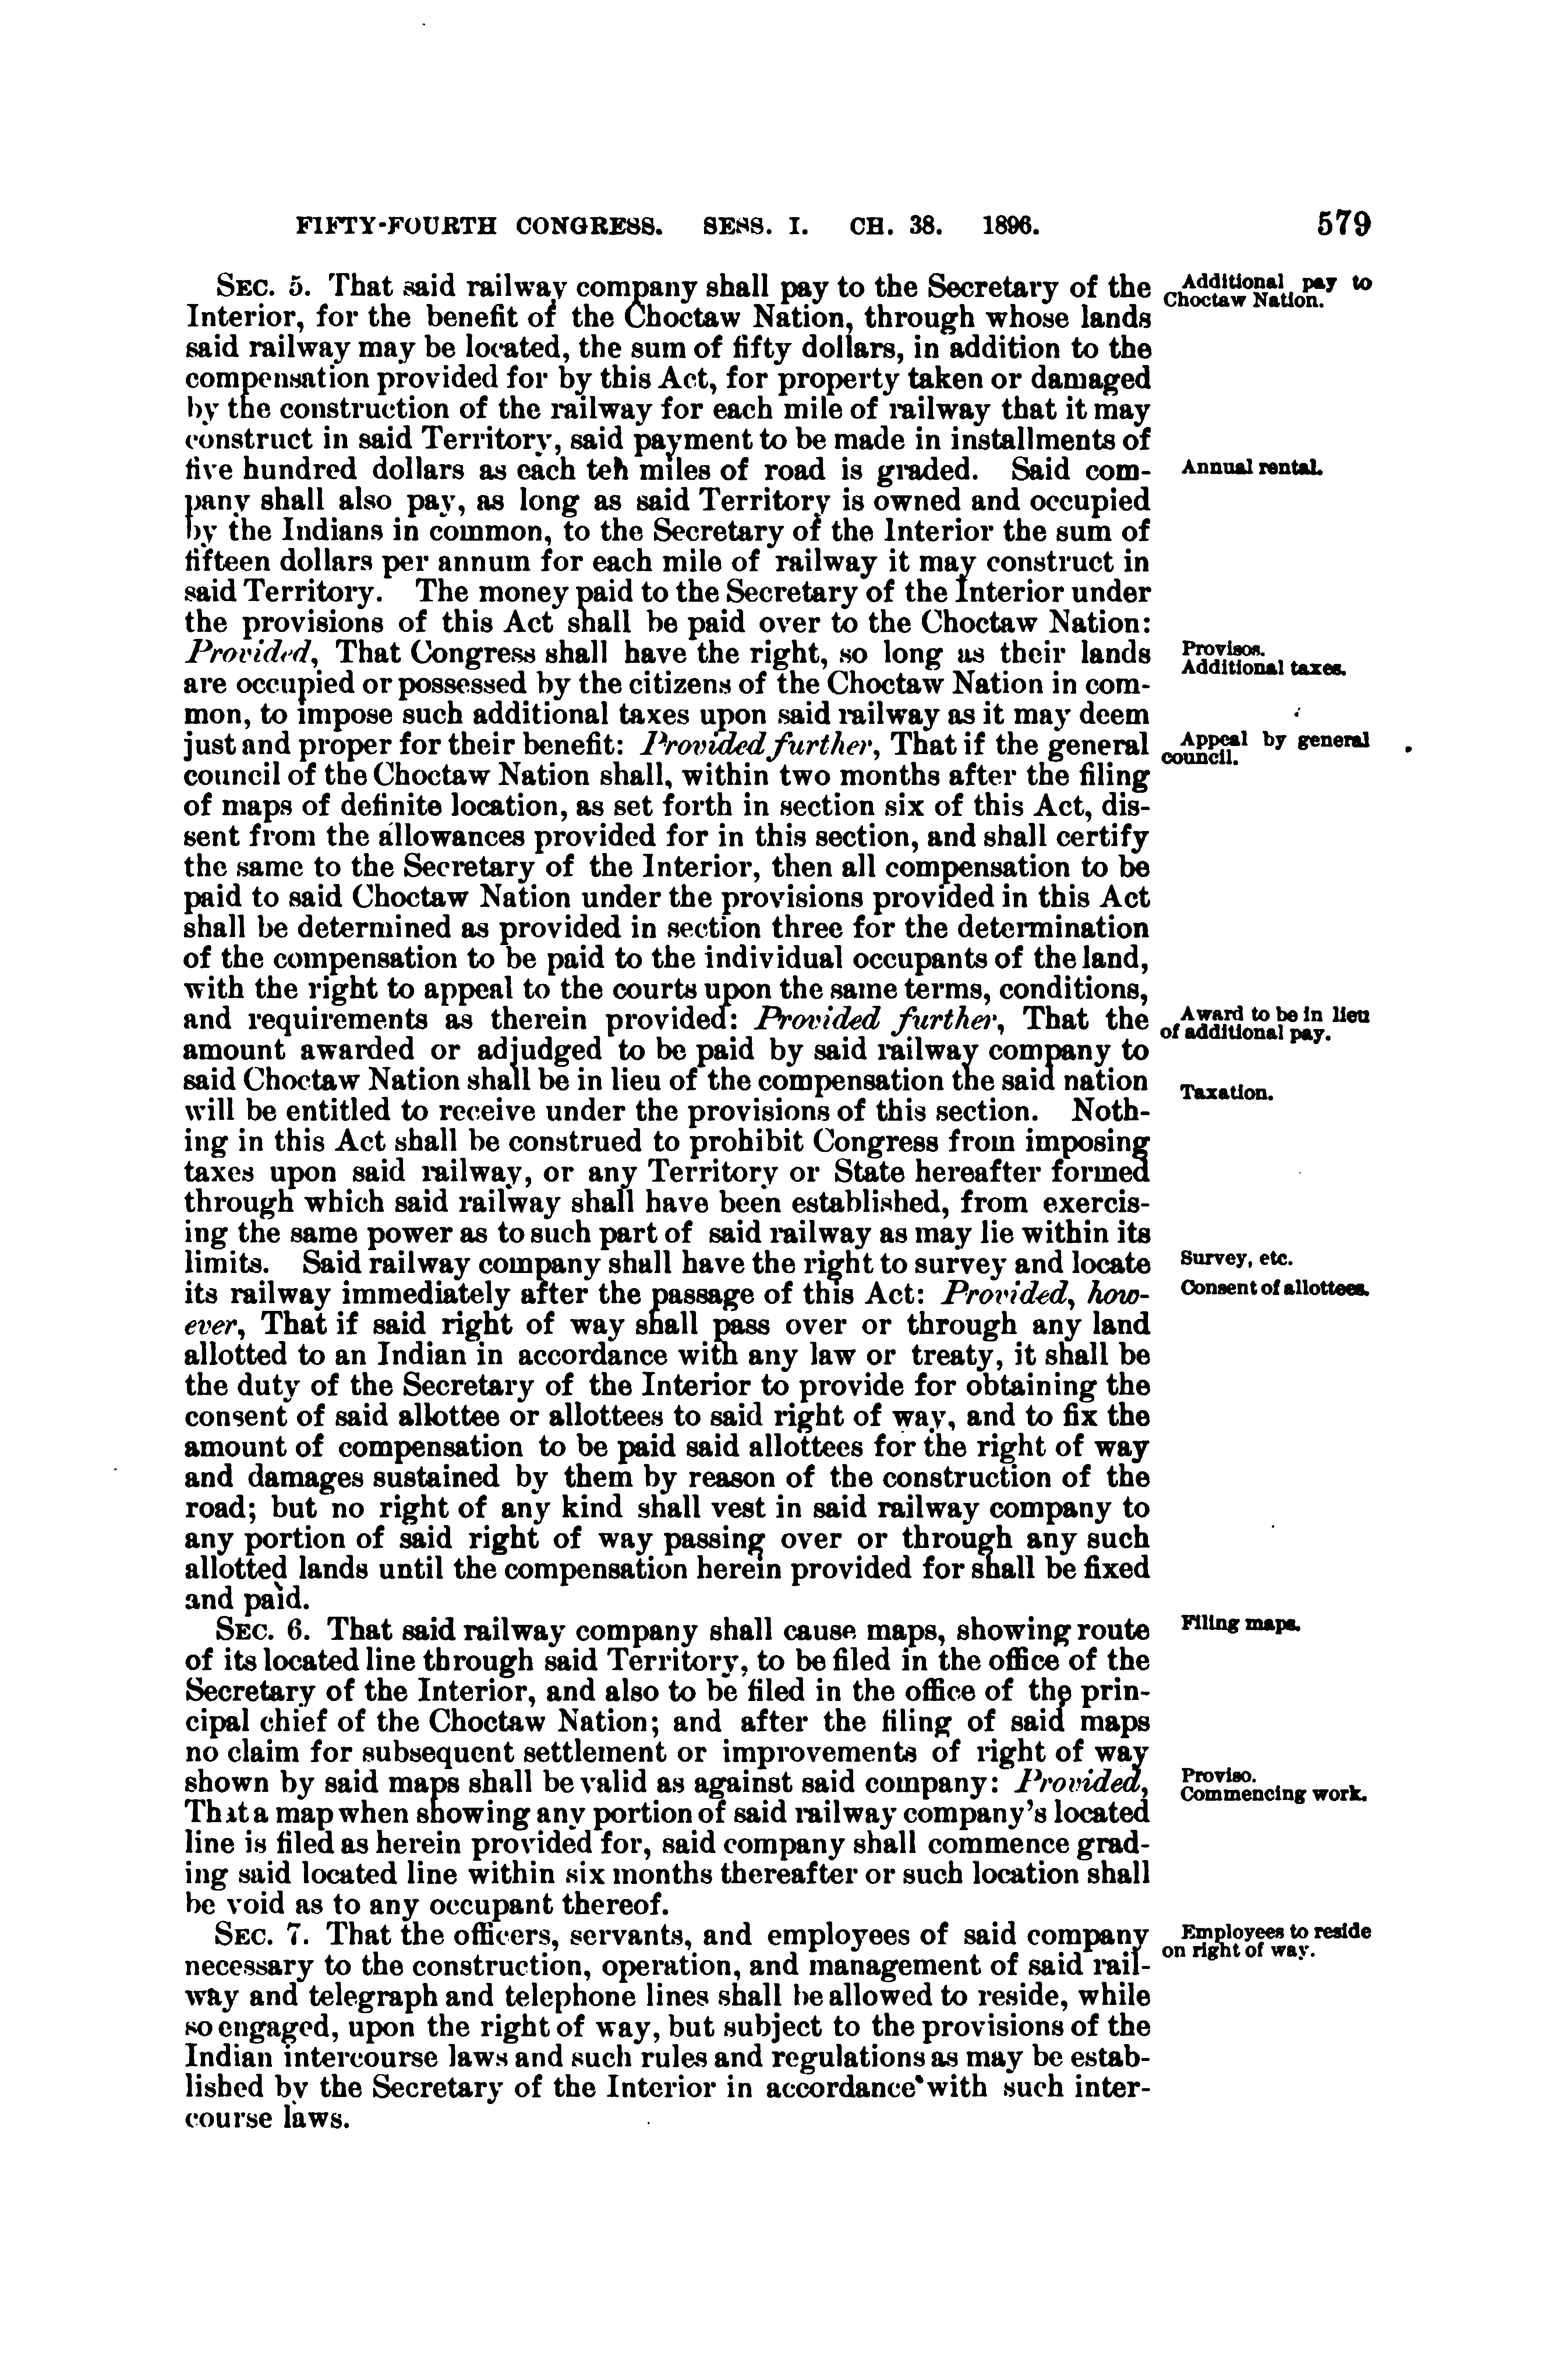 FIFTY-FOURTH CONGRESS. SESS. I. CH. 38. 1896. 579
SEC. 5. That said railway company shall pay to the Secretary of the
Interior, for the benefit of the Choctaw Nation, through whose lands
said railway may be located, the sum of fifty dollars, in addition to the
compensation provided for by this Act, for property taken or damaged
by the construction of the railway for each mile of railway that it may
construct in said Territory, said payment to be made in installments of
five hundred dollars as each ten miles of road is graded. Said com-
pany shall also pay, as long as said Territory is owned and occupied
by the Indians in common, to the Secretary of the Interior the sum of
fifteen dollars per annum for each mile of railway it may construct in
said Territory. The money paid to the Secretary of the Interior under
the provisions of this Act shall be paid over to the Choctaw Nation:
Provided, That Congress shall have the right, so long as their lands
are occupied or possessed by the citizens of the Choctaw Nation in com-
mon, to impose such additional taxes upon said railway as it may deem
just and proper for their benefit: Provided further, That if the general
council of the Choctaw Nation shall, within two months after the filing
of maps of definite location, as set forth in section six of this Act, dis-
sent from the allowances provided for in this section, and shall certify
the same to the Secretary of the Interior, then all compensation to be
paid to said Choctaw Nation under the provisions provided in this Act
shall be determined as provided in section three for the determination
of the compensation to be paid to the individual occupants of the land,
with the right to appeal to the courts upon the same terms, conditions,
and requirements as therein provided: Provided further, That the
amount awarded or adjudged to be paid by said railway company to
said Choctaw Nation shall be in lieu of the compensation the said nation
will be entitled to receive under the provisions of this section. Noth-
ing in this Act shall be construed to prohibit Congress from imposing
taxes upon said railway, or any Territory or State hereafter formed
through which said railway shall have been established, from exercis-
ing the same power as to such part of said railway as may lie within its
limits. Said railway company shall have the right to survey and locate
its railway immediately after the passage of this Act: Provided, how-
ever, That if said right of way shall pass over or through any land
allotted to an Indian in accordance with any law or treaty, it shall be
the duty of the Secretary of the Interior to provide for obtaining the
consent of said allottee or allottees to said right of way, and to fix the
amount of compensation to be paid said allottees for the right of way
and damages sustained by them by reason of the construction of the
road; but no right of any kind shall vest in said railway company to
any portion of said right of way passing over or through any such
allotted lands until the compensation herein provided for shall be fixed
and paid.
SEC. 6. That said railway company shall cause maps, showing route
of its located line through said Territory, to be filed in the office of the
Secretary of the Interior, and also to be filed in the office of the prin-
cipal chief of the Choctaw Nation; and after the filing of said maps
no claim for subsequent settlement or improvements of right of way
shown by said maps shall be valid as against said company: Provided,
That a map when showing any portion of said railway company's located
line is filed as herein provided for, said company shall commence grad-
ing said located line within six months thereafter or such location shall
be void as to any occupant thereof.
SEC. 7. That the officers, servants, and employees of said company
necessary to the construction, operation, and management of said rail-
way and telegraph and telephone lines shall be allowed to reside, while
so engaged, upon the right of way, but subject to the provisions of the
Indian intercourse laws and such rules and regulations as may be estab-
lished by the Secretary of the Interior in accordance with such inter-
course laws.
Additional pay to
Choctaw Nation.
Annual rental.
Provisos.
Additional taxes.
Appeal by general
council.
Award to be in lieu
of additional pay.
Taxation.
Survey, etc.
Consent of allottees.
Filing maps.
Proviso.
Commencing work.
Employees to reside
on right of way.